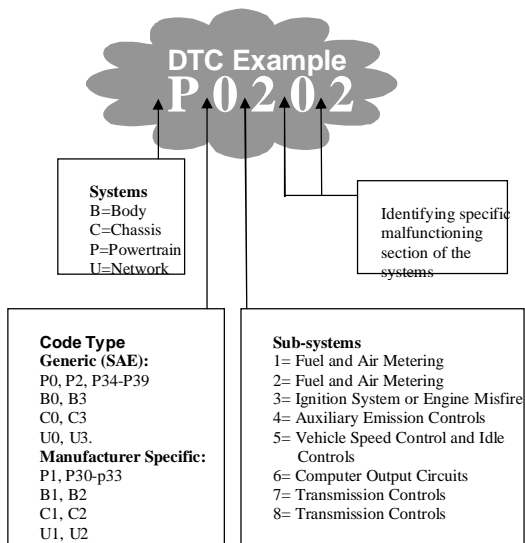 DTC Example
P0202
Systems
B=Body
C=Chassis
P=Powertrain
U=Network
Identifying specific
malfunctioning
section of the
systems
Code Type
Generic (SAE):
P0, P2, P34-P39
B0, B3
C0, C3
U0, U3.
Manufacturer Specific:
P1, P30-p33
B1, B2
C1, C2
U1, U2
Sub-systems
1= Fuel and Air Metering
2= Fuel and Air Metering
3= Ignition System or Engine Misfire
4= Auxiliary Emission Controls
5= Vehicle Speed Control and Idle
Controls
6= Computer Output Circuits
7= Transmission Controls
8= Transmission Controls